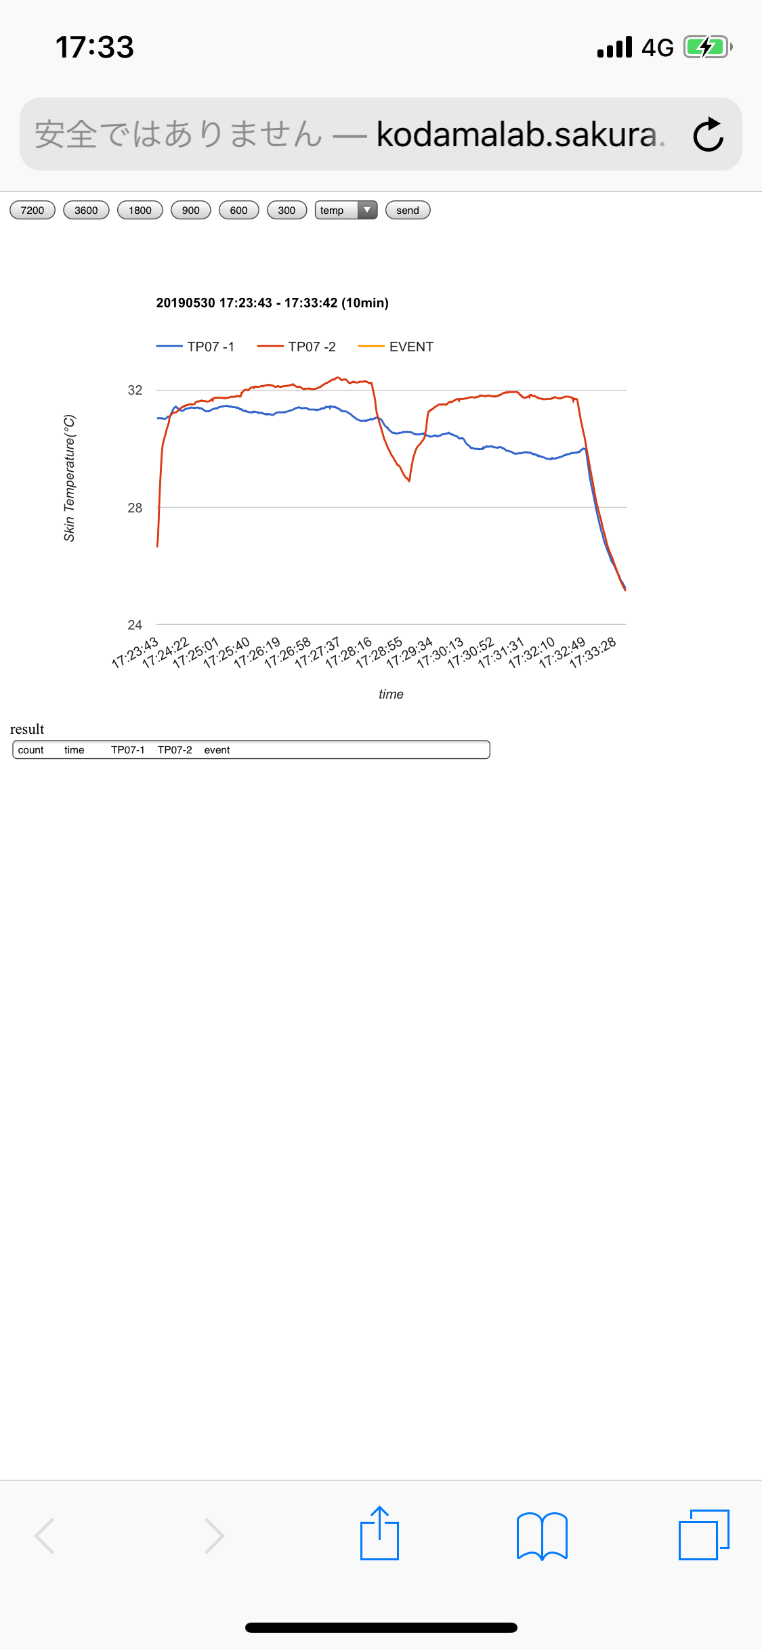 17:33 4G
安全ではありません — kodamalab.sakura.
7200 3600 1800 900 600 300 temp send
20190530 17:23:43 - 17:33:42 (10min)
TP07 -1 TP07 -2 EVENT
32
Skin Temperature(°C)
28
24
17:23:43 17:24:22 17:25:01 17:25:40 17:26:19 17:26:58 17:27:37 17:28:16 17:28:55 17:29:34 17:30:13 17:30:52 17:31:31 17:32:10 17:32:49 17:33:28
time
result
count time TP07-1 TP07-2 event